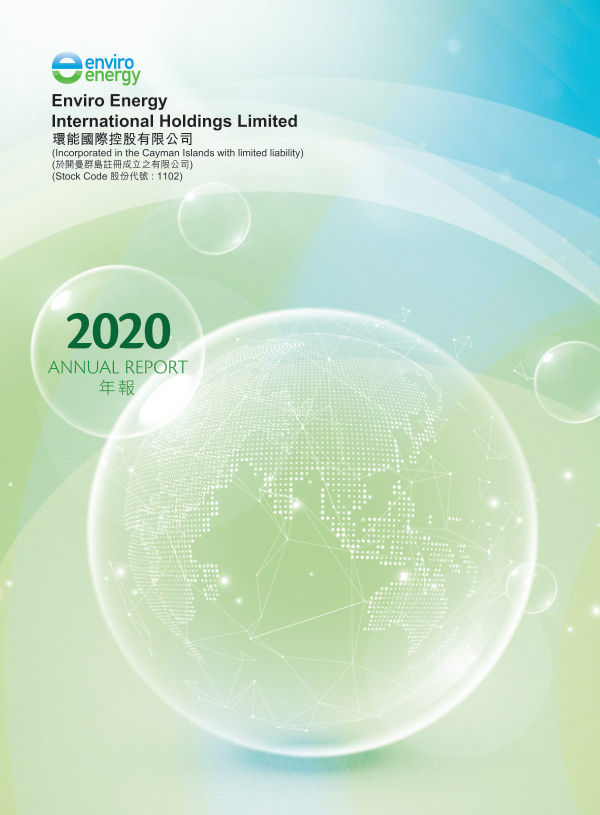 enviro
energy
Enviro Energy
International Holdings Limited
環能國際控股有限公司
(Incorporated in the Cayman Islands with limited liability)
(於開曼群島註冊成立之有限公司)
(Stock Code 股份代號 : 1102)
2020
ANNUAL REPORT
年報